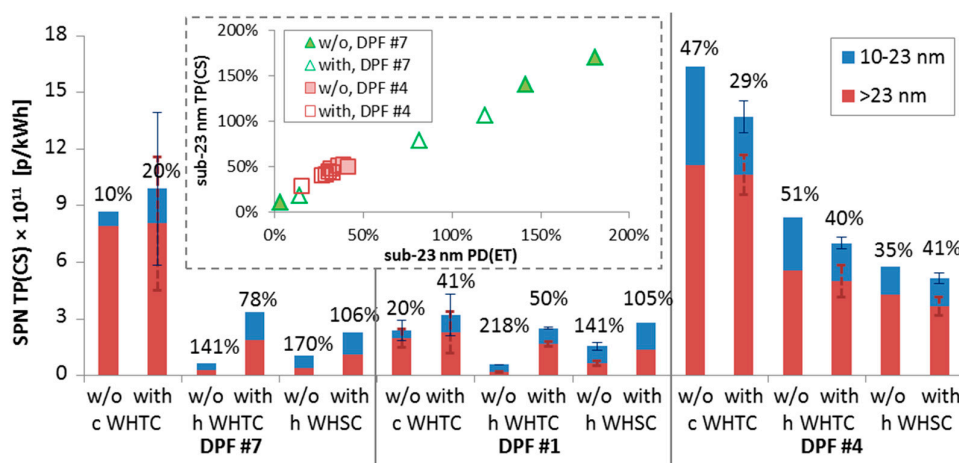 SPN TP(CS) × 10¹¹ [p/kWh]
18
15
12
9
6
3
0
sub-23 nm TP(CS)
200%
150%
100%
50%
0%
w/o, DPF #7
with, DPF #7
w/o, DPF #4
with, DPF #4
0% 50% 100% 150% 200%
sub-23 nm PD(ET)
10-23 nm
>23 nm
10% 20% 141% 78% 170% 106% 20% 41% 218% 50% 141% 105% 47% 29% 51% 40% 35% 41%
w/o with w/o with w/o with w/o with w/o with w/o with w/o with w/o with w/o with
c WHTC h WHTC h WHSC c WHTC h WHTC h WHSC c WHTC h WHTC h WHSC
DPF #7 DPF #1 DPF #4